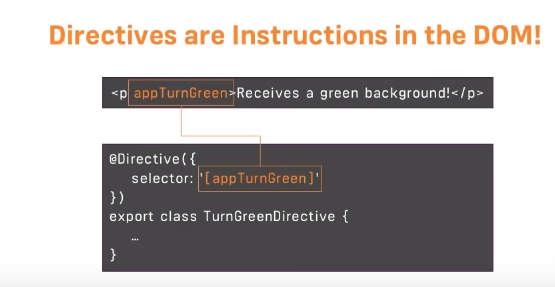 Directives are Instructions in the DOM!
<p appTurnGreen>Receives a green background!</p>
@Directive({
selector: '[appTurnGreen]'
})
export class TurnGreenDirective {
...
}